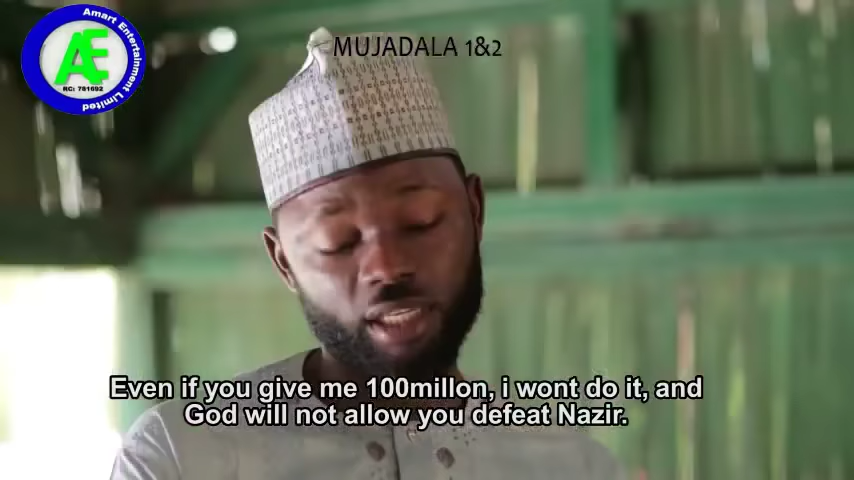 Amart Entertainment Limited
Æ
RC: 781692
MUJADALA 1&2
Even if you give me 100millon, i wont do it, and
God will not allow you defeat Nazir.